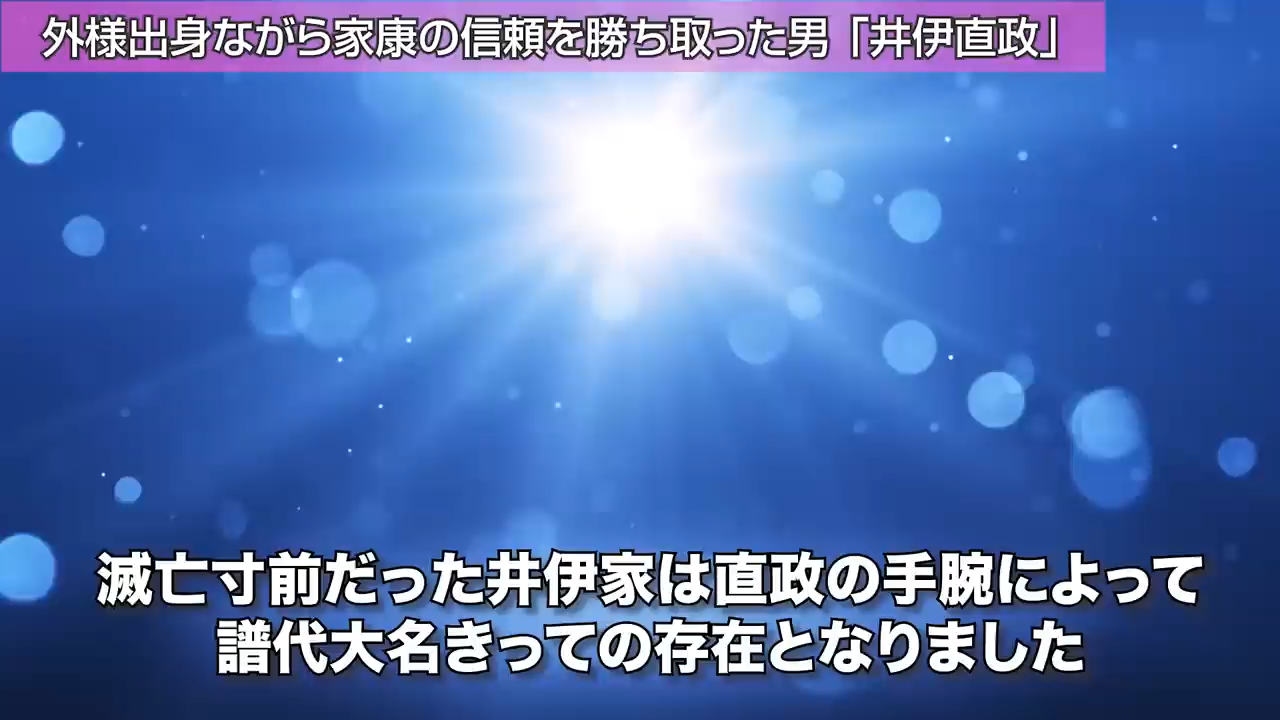 外様出身ながら家康の信頼を勝ち取った男「井伊直政」
滅亡寸前だった井伊家は直政の手腕によって
譜代大名きっての存在となりました